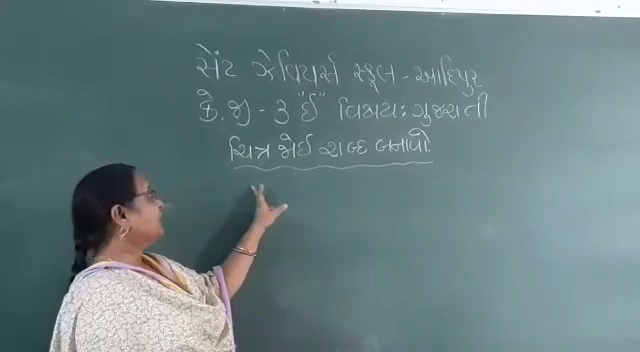 સેંટ ઝેવિયર્સ સ્કૂલ - આદિપુર
કે.જી - ૩ "ઈ" વિષય : ગુજરાતી
ચિત્ર જોઈ શબ્દ બનાવો.